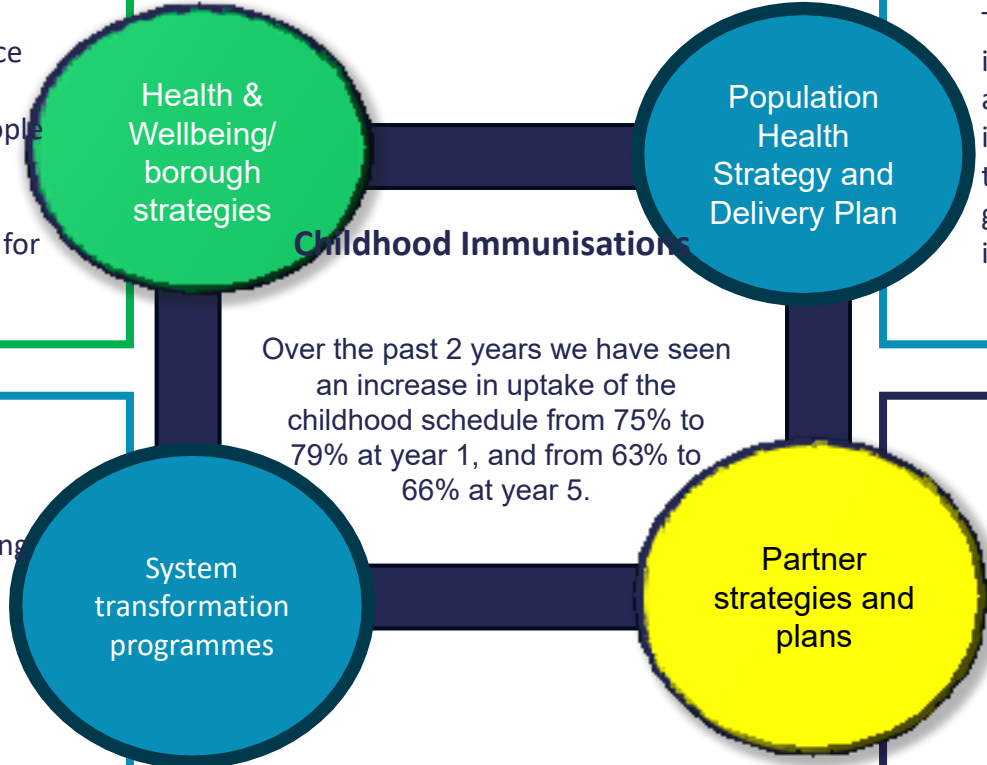 Health &
Wellbeing/
borough
strategies
Population
Health
Strategy and
Delivery Plan
for
Childhood Immunisations
Over the past 2 years we have seen
an increase in uptake of the
childhood schedule from 75% to
79% at year 1, and from 63% to
66% at year 5.
System
transformation
programmes
Partner
strategies and
plans